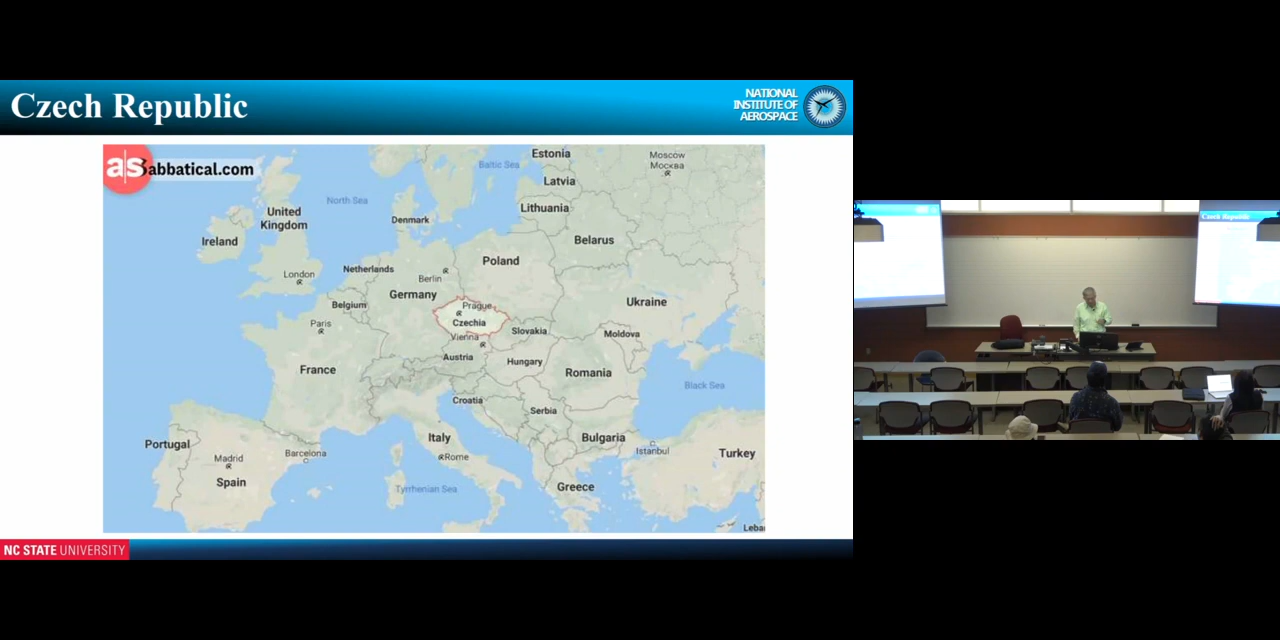 Czech Republic
NATIONAL
INSTITUTE OF
AEROSPACE
asSabbatical.com
Estonia
Moscow
Москва
Baltic Sea
Latvia
North Sea
Lithuania
United
Kingdom
Denmark
Ireland
Belarus
Poland
London
Netherlands
Berlin
Germany
Belgium
Prague
Ukraine
Paris
Czechia
Slovakia
Moldova
Vienna
Austria
Hungary
France
Romania
Black Sea
Croatia
Serbia
Italy
Bulgaria
Portugal
Barcelona
Istanbul
Madrid
Rome
Turkey
Spain
Tyrrhenian Sea
Greece
Leba
NC STATE UNIVERSITY
Czech Republic